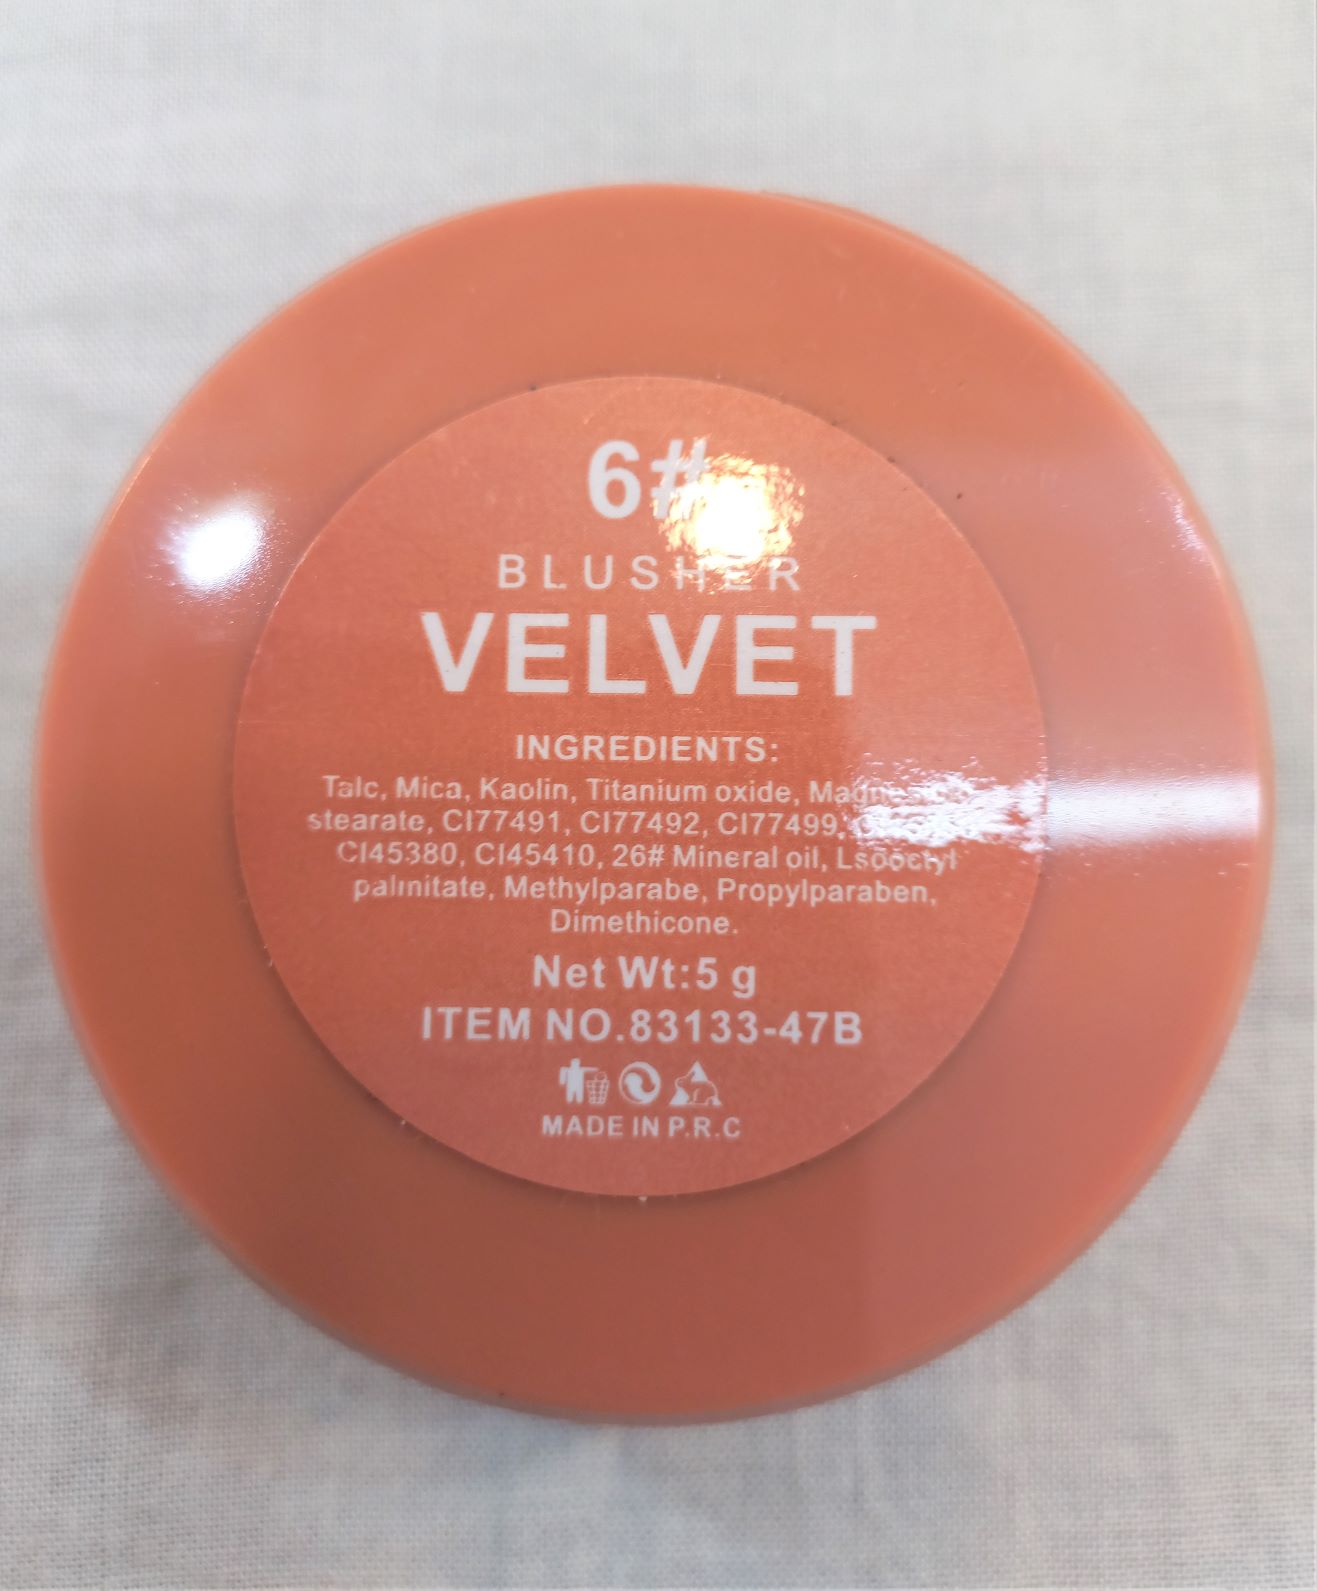 6#
BLUSHER
VELVET
INGREDIENTS:
Talc, Mica, Kaolin, Titanium oxide,
stearate, CI77491, CI77492, CI77499,
CI45380, CI45410, 26# Mineral oil, Lsooctyl
palmitate, Methylparabe, Propylparaben,
Dimethicone.
Net Wt:5 g
ITEM NO.83133-47B
MADE IN P.R.C